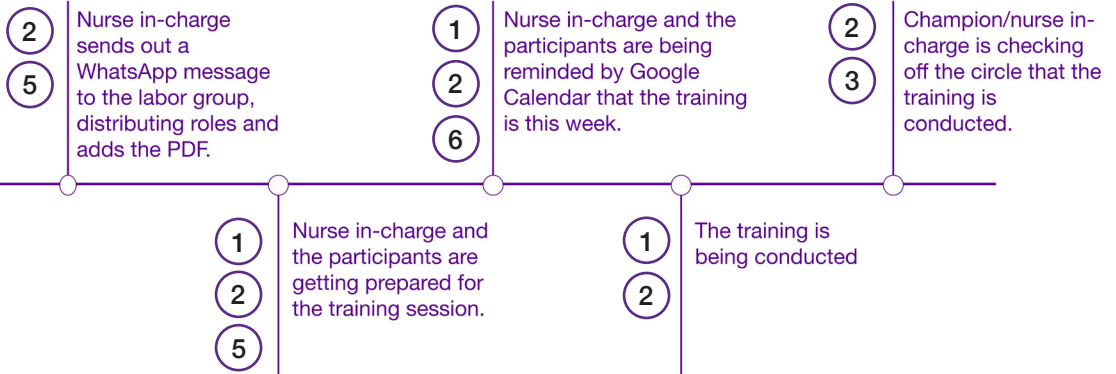 2
5
Nurse in-charge
sends out a
WhatsApp message
to the labor group,
distributing roles and
adds the PDF.
1
2
6
Nurse in-charge and the
participants are being
reminded by Google
Calendar that the training
is this week.
2
3
Champion/nurse in-
charge is checking
off the circle that the
training is
conducted.
1
2
5
Nurse in-charge and
the participants are
getting prepared for
the training session.
1
2
The training is
being conducted